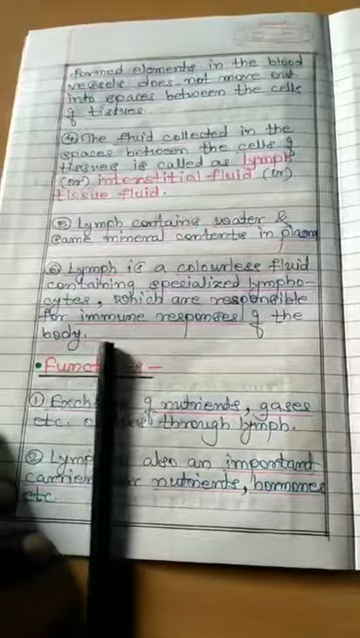 formed elements in the blood
vessels does not move out
into spaces between the cells
of tissues.
④ The fluid collected in the
spaces between the cells of
tissues is called as lymph
(or) interstitial fluid (or)
tissue fluid.
⑤ Lymph contains water &
same mineral contents in plasma
⑥ Lymph is a colourless fluid
containing specialized lympho-
cytes, which are responsible
for immune responses of the
body.
①  of nutrients, gases
etc. through lymph.
② also an important
nutrients, hormones
etc